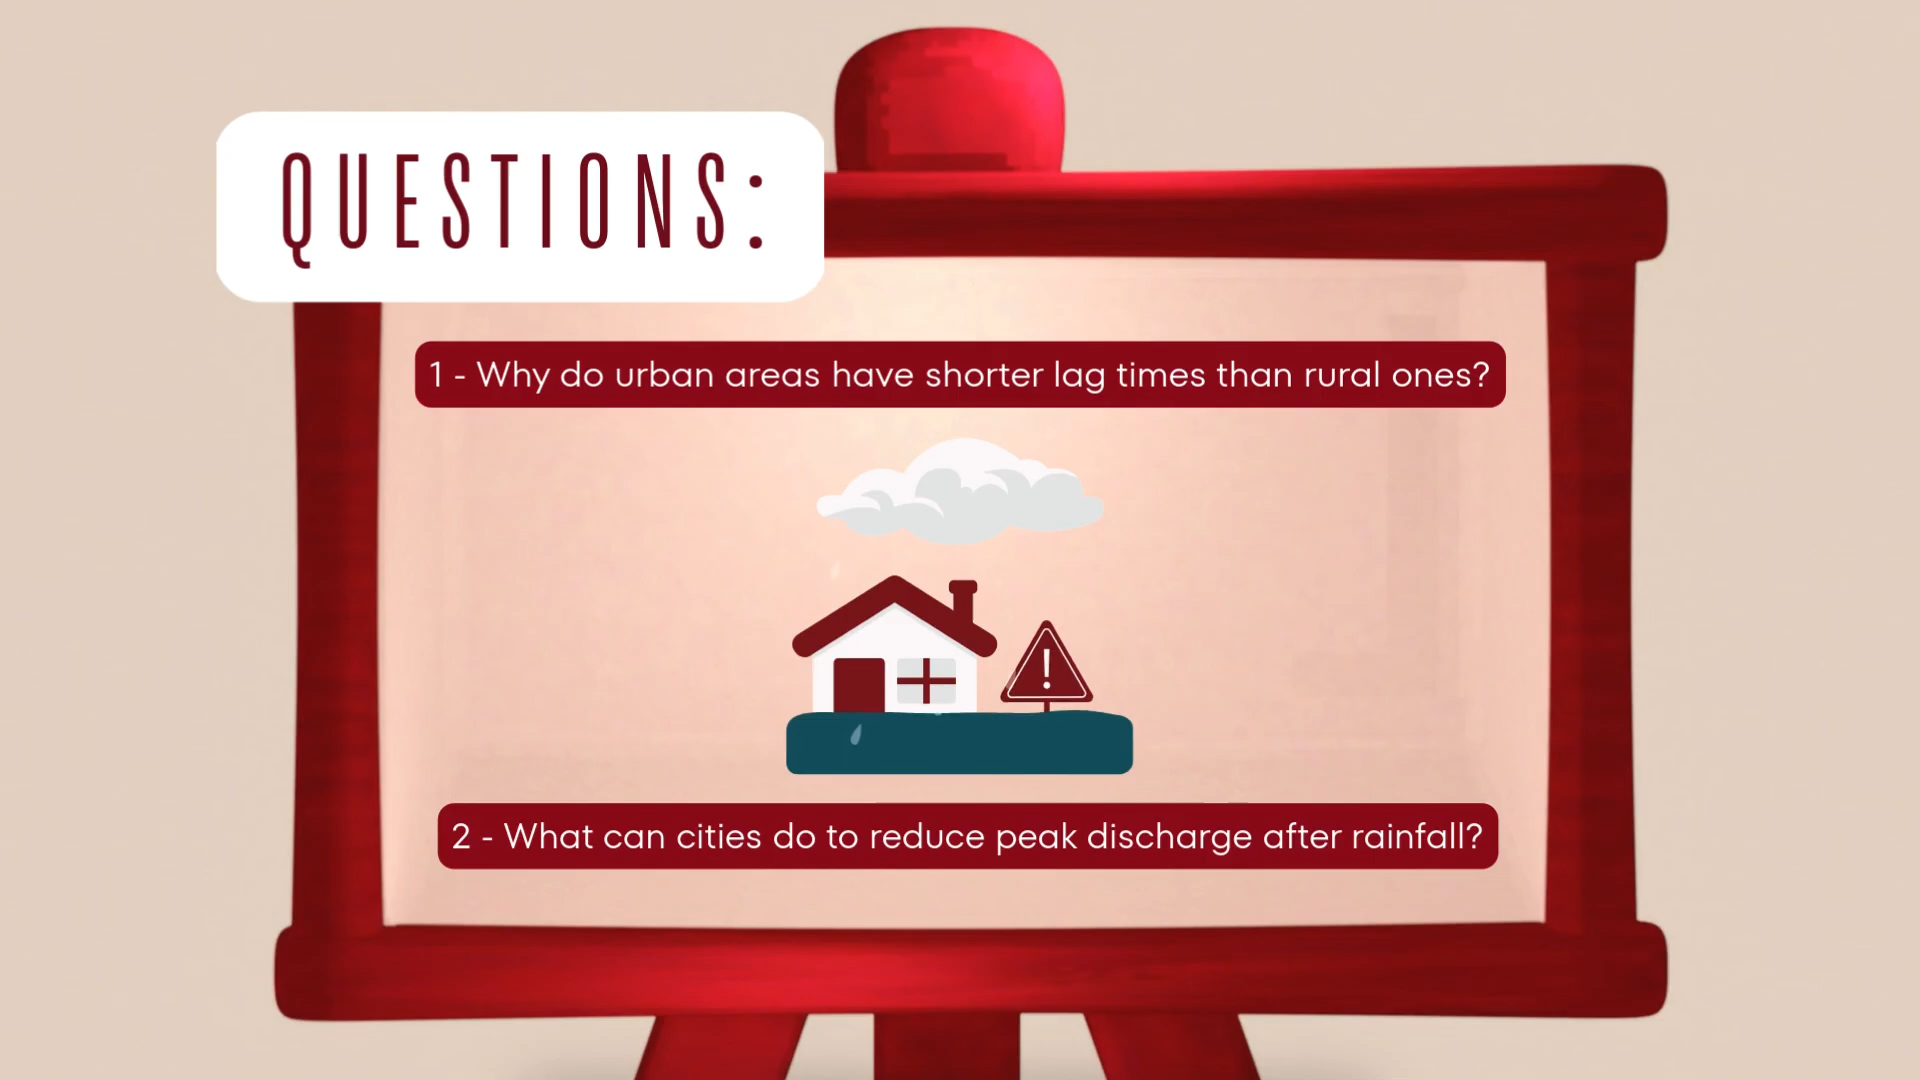 QUESTIONS:
1 - Why do urban areas have shorter lag times than rural ones?
!
2 - What can cities do to reduce peak discharge after rainfall?